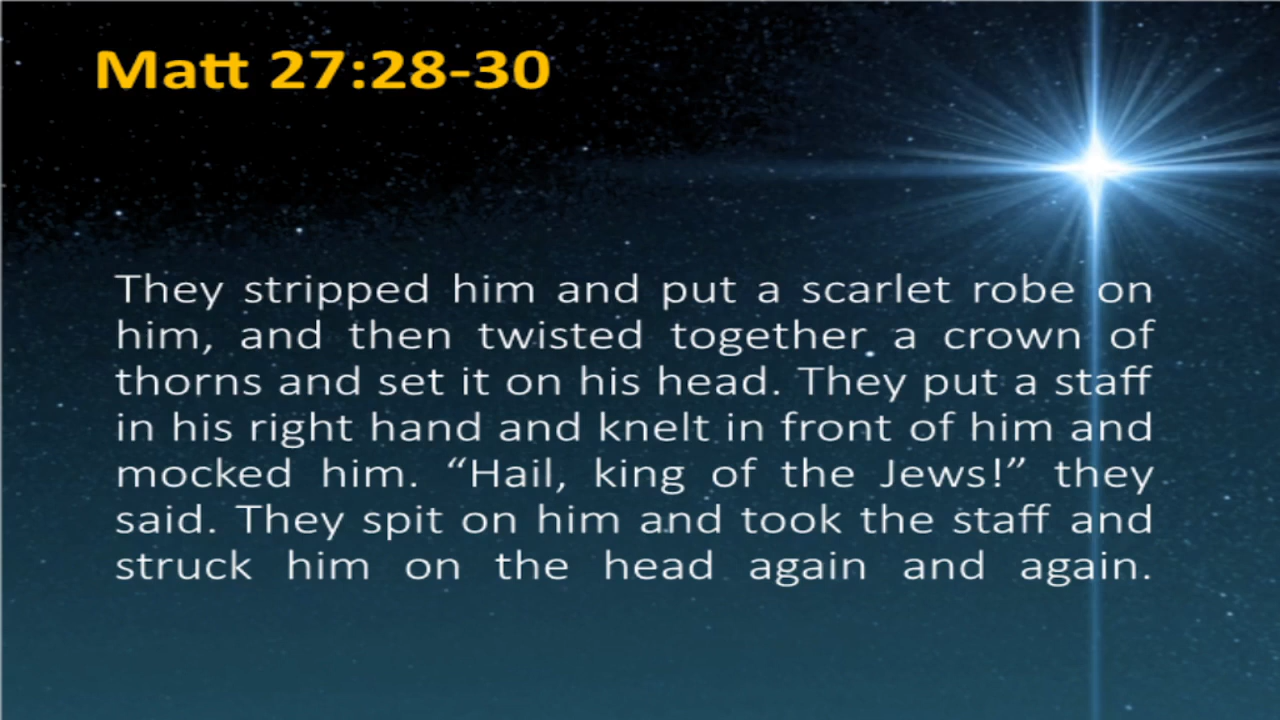 Matt 27:28-30
They stripped him and put a scarlet robe on
him, and then twisted together a crown of
thorns and set it on his head. They put a staff
in his right hand and knelt in front of him and
mocked him. “Hail, king of the Jews!” they
said. They spit on him and took the staff and
struck him on the head again and again.